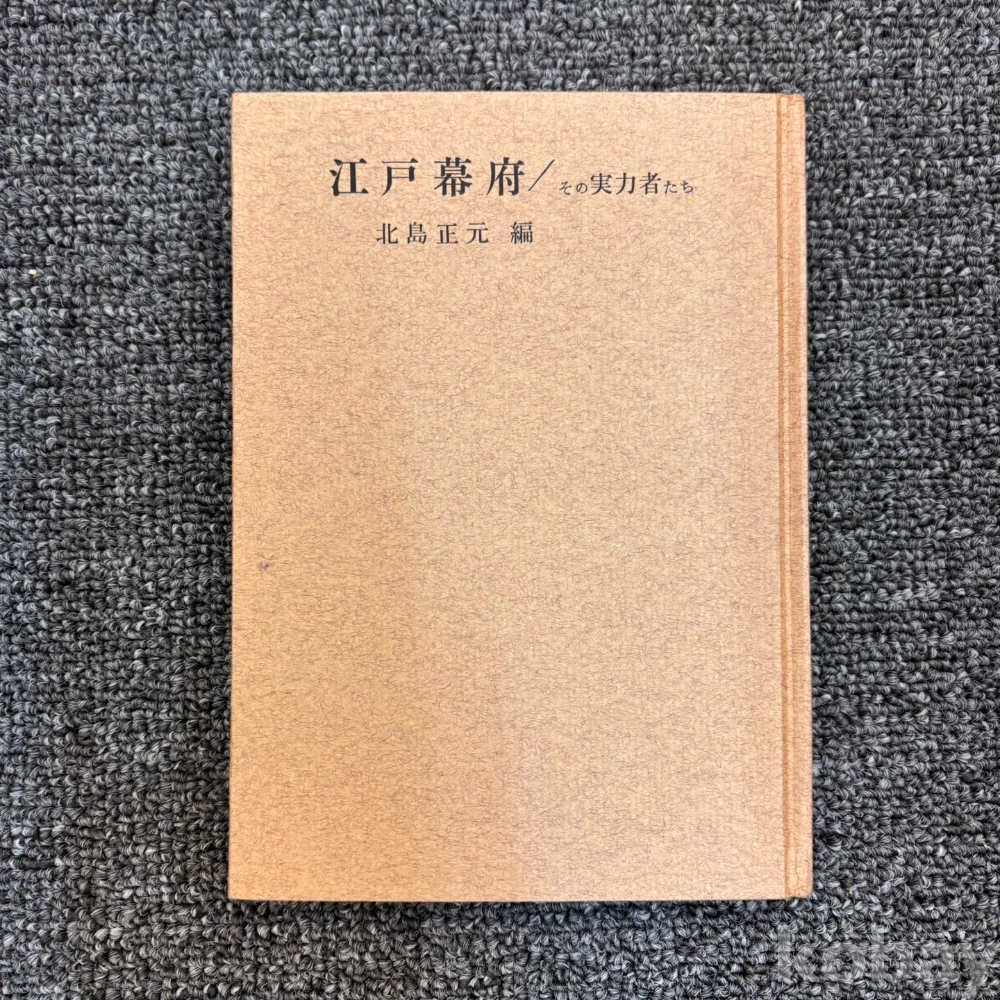 江戸幕府/その実力者たち
北島正元 編